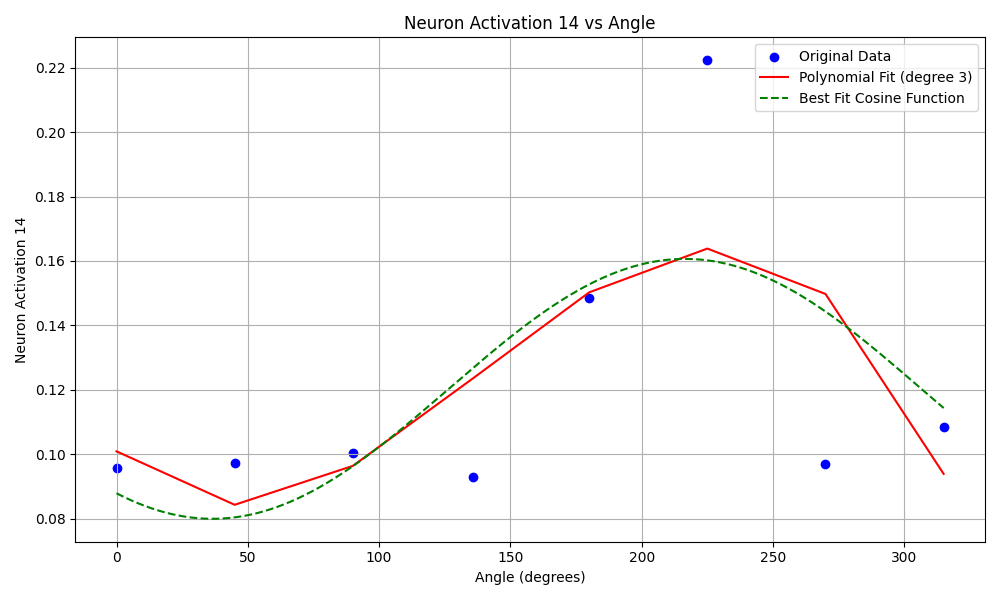 Neuron Activation 14 vs Angle
Original Data
Polynomial Fit (degree 3)
Best Fit Cosine Function
Neuron Activation 14
0.22
0.20
0.18
0.16
0.14
0.12
0.10
0.08
0
50
100
150
200
250
300
Angle (degrees)